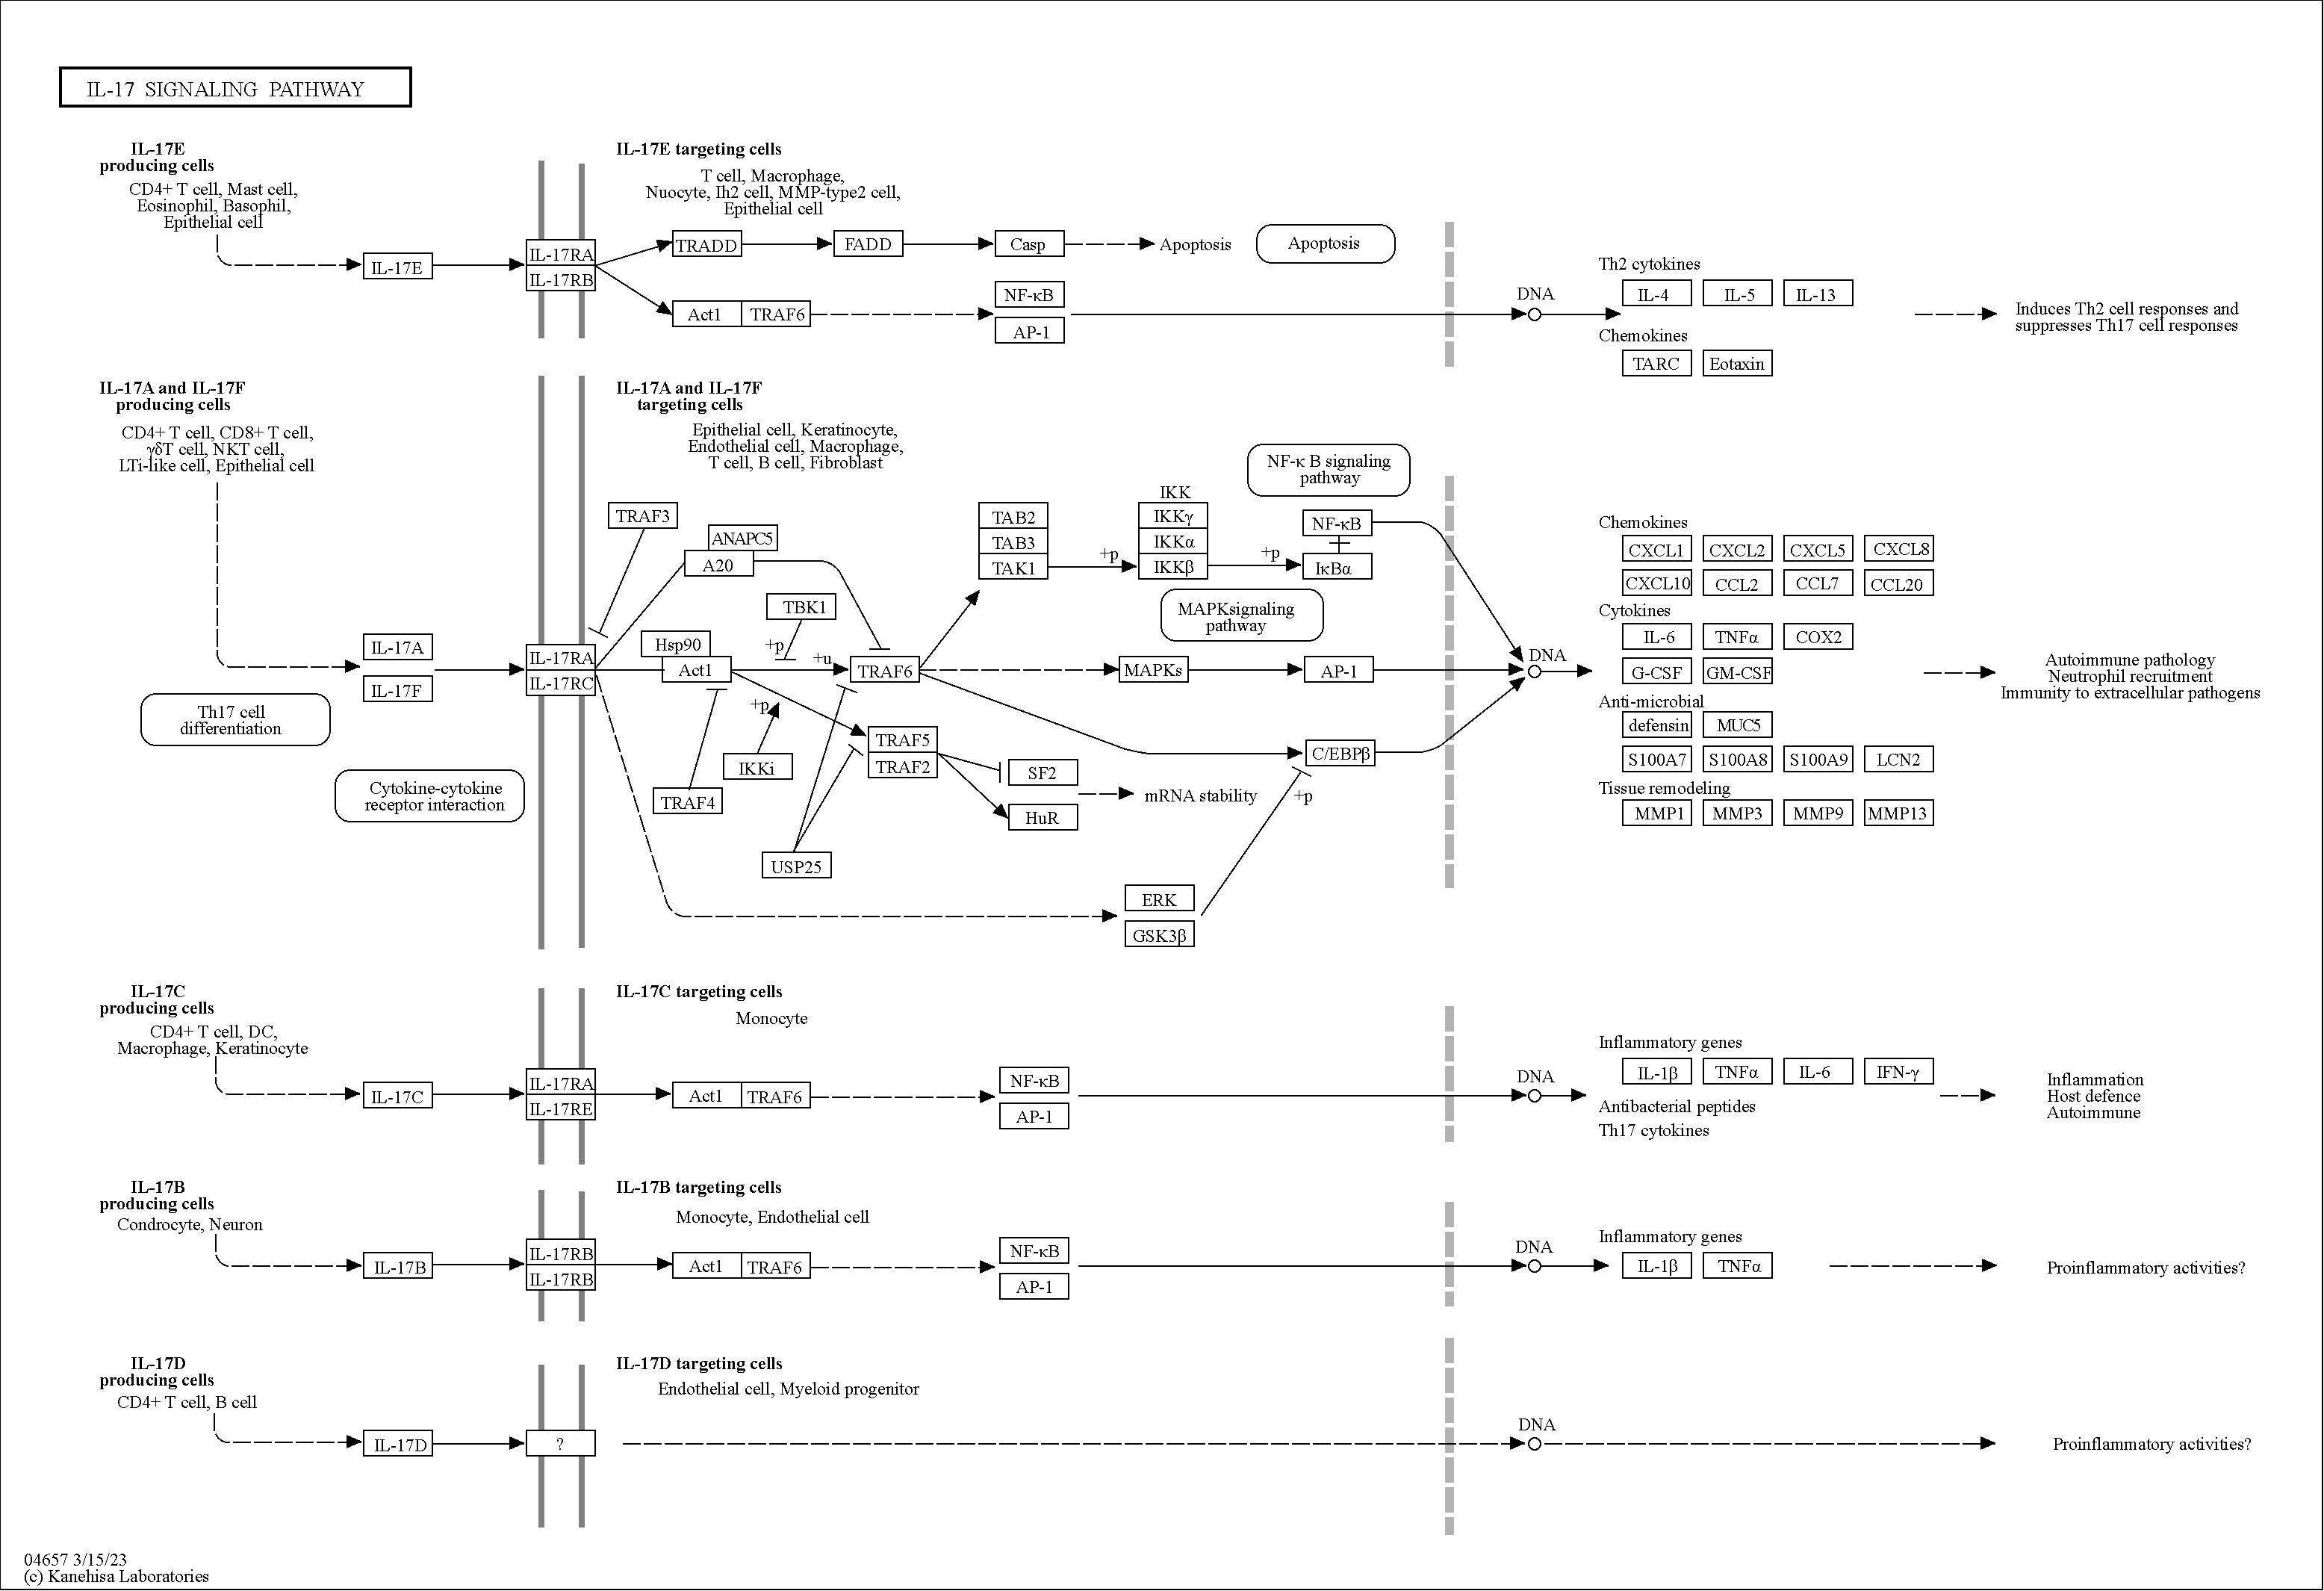 IL-17 SIGNALING PATHWAY
IL-17E
producing cells
CD4+ T cell, Mast cell,
Eosinophil, Basophil,
Epithelial cell
IL-17E
IL-17RA
IL-17RB
IL-17E targeting cells
T cell, Macrophage,
Nuocyte, Ih2 cell, MMP-type2 cell,
Epithelial cell
TRADD
FADD
Casp
Apoptosis
Apoptosis
Act1
TRAF6
NF-κB
AP-1
DNA
Th2 cytokines
IL-4
IL-5
IL-13
Chemokines
TARC
Eotaxin
Induces Th2 cell responses and
suppresses Th17 cell responses
IL-17A and IL-17F
producing cells
CD4+ T cell, CD8+ T cell,
γδT cell, NKT cell,
LTi-like cell, Epithelial cell
IL-17A
IL-17F
Th17 cell
differentiation
Cytokine-cytokine
receptor interaction
IL-17RA
IL-17RC
IL-17A and IL-17F
targeting cells
Epithelial cell, Keratinocyte,
Endothelial cell, Macrophage,
T cell, B cell, Fibroblast
TRAF3
ANAPC5
A20
TBK1
Hsp90
Act1
+p
+u
TRAF6
+p
IKKi
TRAF4
USP25
TRAF5
TRAF2
SF2
HuR
mRNA stability
TAB2
TAB3
TAK1
+p
IKK
IKKγ
IKKα
IKKβ
+p
NF-κ B signaling
pathway
NF-κB
IκBα
MAPKsignaling
pathway
MAPKs
AP-1
C/EBPβ
+p
ERK
GSK3β
DNA
Chemokines
CXCL1
CXCL2
CXCL5
CXCL8
CXCL10
CCL2
CCL7
CCL20
Cytokines
IL-6
TNFα
COX2
G-CSF
GM-CSF
Anti-microbial
defensin
MUC5
S100A7
S100A8
S100A9
LCN2
Tissue remodeling
MMP1
MMP3
MMP9
MMP13
Autoimmune pathology
Neutrophil recruitment
Immunity to extracellular pathogens
IL-17C
producing cells
CD4+ T cell, DC,
Macrophage, Keratinocyte
IL-17C
IL-17RA
IL-17RE
IL-17C targeting cells
Monocyte
Act1
TRAF6
NF-κB
AP-1
DNA
Inflammatory genes
IL-1β
TNFα
IL-6
IFN-γ
Antibacterial peptides
Th17 cytokines
Inflammation
Host defence
Autoimmune
IL-17B
producing cells
Condrocyte, Neuron
IL-17B
IL-17RB
IL-17RB
IL-17B targeting cells
Monocyte, Endothelial cell
Act1
TRAF6
NF-κB
AP-1
DNA
Inflammatory genes
IL-1β
TNFα
Proinflammatory activities?
IL-17D
producing cells
CD4+ T cell, B cell
IL-17D
?
IL-17D targeting cells
Endothelial cell, Myeloid progenitor
DNA
Proinflammatory activities?
04657 3/15/23
(c) Kanehisa Laboratories